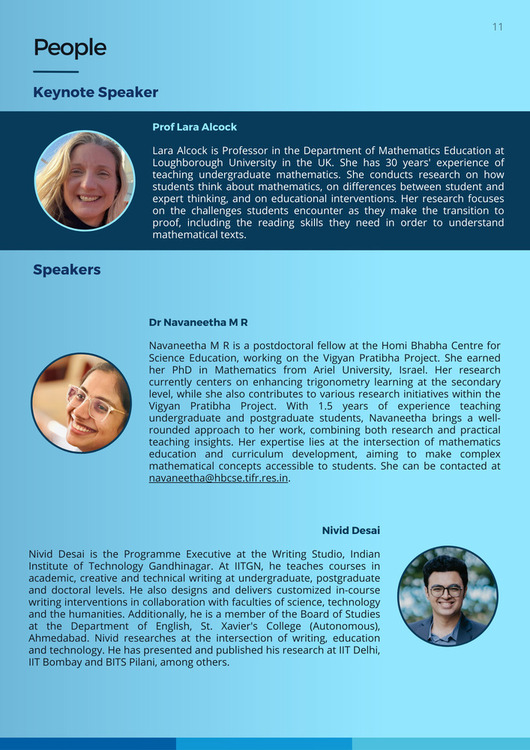 11
People
Keynote Speaker
Prof Lara Alcock
Lara Alcock is Professor in the Department of Mathematics Education at
Loughborough University in the UK. She has 30 years' experience of
teaching undergraduate mathematics. She conducts research on how
students think about mathematics, on differences between student and
expert thinking, and on educational interventions. Her research focuses
on the challenges students encounter as they make the transition to
proof, including the reading skills they need in order to understand
mathematical texts.
Speakers
Dr Navaneetha M R
Navaneetha M R is a postdoctoral fellow at the Homi Bhabha Centre for
Science Education, working on the Vigyan Pratibha Project. She earned
her PhD in Mathematics from Ariel University, Israel. Her research
currently centers on enhancing trigonometry learning at the secondary
level, while she also contributes to various research initiatives within the
Vigyan Pratibha Project. With 1.5 years of experience teaching
undergraduate and postgraduate students, Navaneetha brings a well-
rounded approach to her work, combining both research and practical
teaching insights. Her expertise lies at the intersection of mathematics
education and curriculum development, aiming to make complex
mathematical concepts accessible to students. She can be contacted at
navaneetha@hbcse.tifr.res.in.
Nivid Desai
Nivid Desai is the Programme Executive at the Writing Studio, Indian
Institute of Technology Gandhinagar. At IITGN, he teaches courses in
academic, creative and technical writing at undergraduate, postgraduate
and doctoral levels. He also designs and delivers customized in-course
writing interventions in collaboration with faculties of science, technology
and the humanities. Additionally, he is a member of the Board of Studies
at the Department of English, St. Xavier's College (Autonomous),
Ahmedabad. Nivid researches at the intersection of writing, education
and technology. He has presented and published his research at IIT Delhi,
IIT Bombay and BITS Pilani, among others.